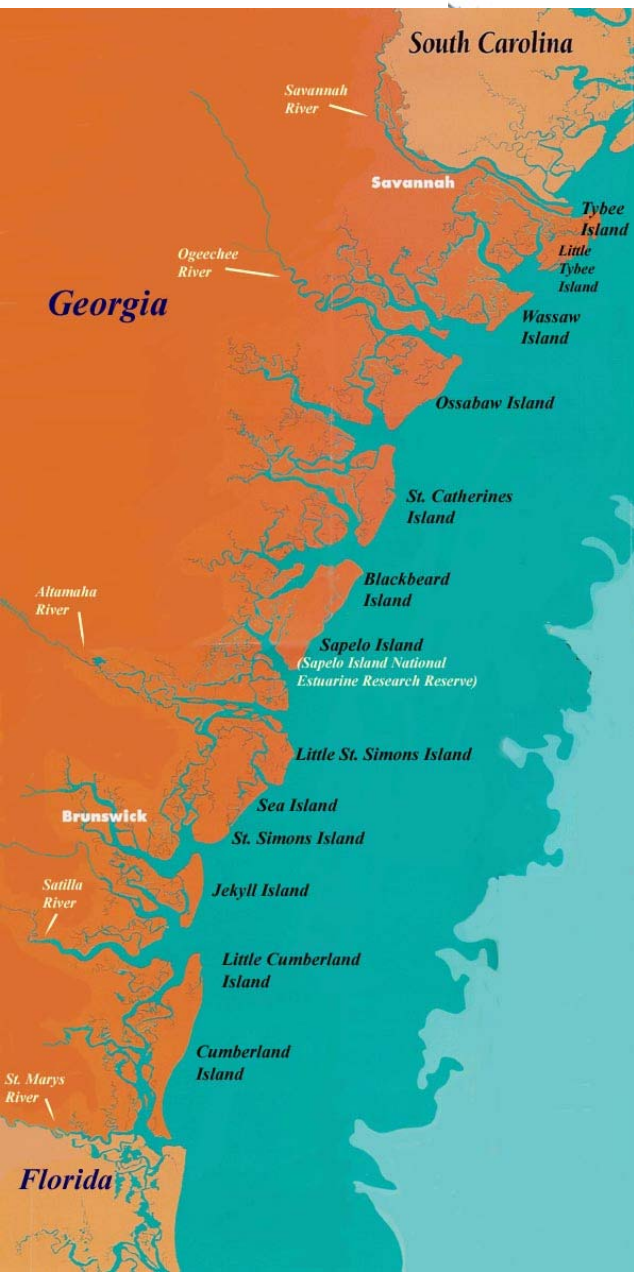 South Carolina
Savannah
River
Savannah
Tybee
Island
Little
Tybee
Island
Ogeechee
River
Georgia
Wassaw
Island
Ossabaw Island
St. Catherines
Island
Blackbeard
Island
Altamaha
River
Sapelo Island
(Sapelo Island National
Estuarine Research Reserve)
Little St. Simons Island
Sea Island
Brunswick
St. Simons Island
Jekyll Island
Satilla
River
Little Cumberland
Island
Cumberland
Island
St. Marys
River
Florida